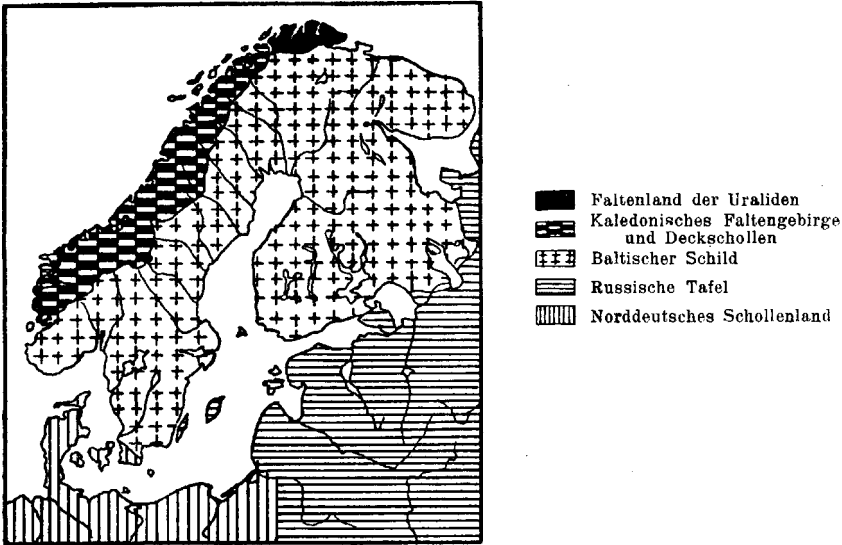 Faltenland der Uraliden
Kaledonisches Faltengebirge
und Deckschollen
Baltischer Schild
Russische Tafel
Norddeutsches Schollenland